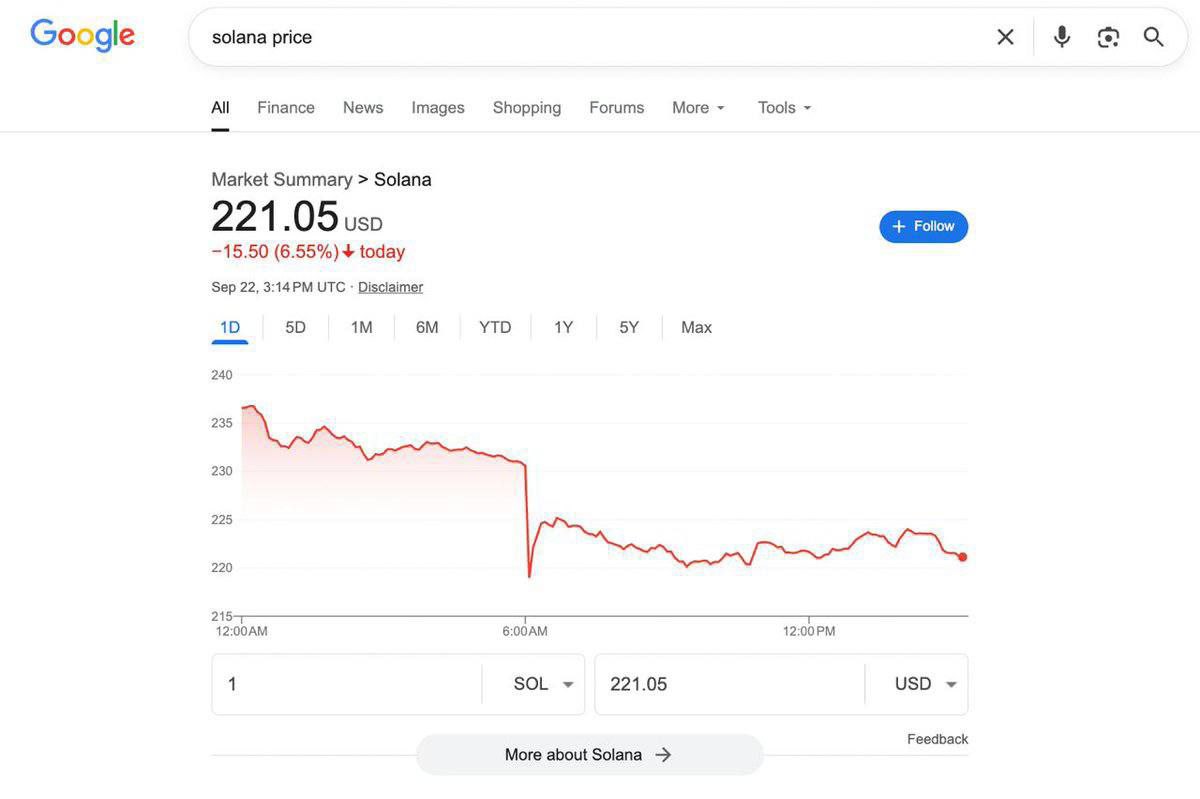 Google
solana price
All Finance News Images Shopping Forums More Tools
Market Summary > Solana
221.05 USD
+ Follow
−15.50 (6.55%) ↓ today
Sep 22, 3:14 PM UTC · Disclaimer
1D 5D 1M 6M YTD 1Y 5Y Max
240
235
230
225
220
215
12:00 AM 6:00 AM 12:00 PM
1 SOL 221.05 USD
Feedback
More about Solana →